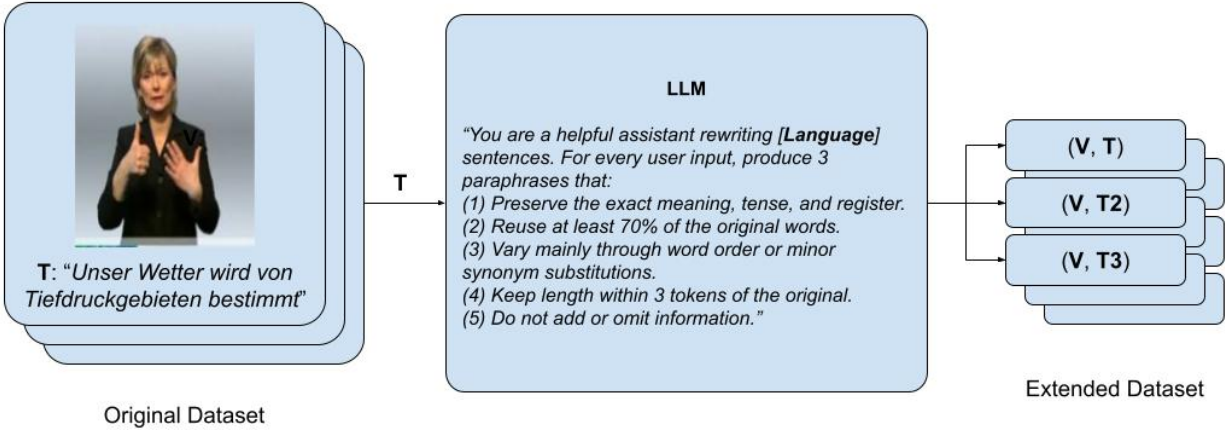 V:
T: “Unser Wetter wird von
Tiefdruckgebieten bestimmt”
Original Dataset
T
LLM
“You are a helpful assistant rewriting [Language]
sentences. For every user input, produce 3
paraphrases that:
(1) Preserve the exact meaning, tense, and register.
(2) Reuse at least 70% of the original words.
(3) Vary mainly through word order or minor
synonym substitutions.
(4) Keep length within 3 tokens of the original.
(5) Do not add or omit information.”
(V, T)
(V, T2)
(V, T3)
Extended Dataset